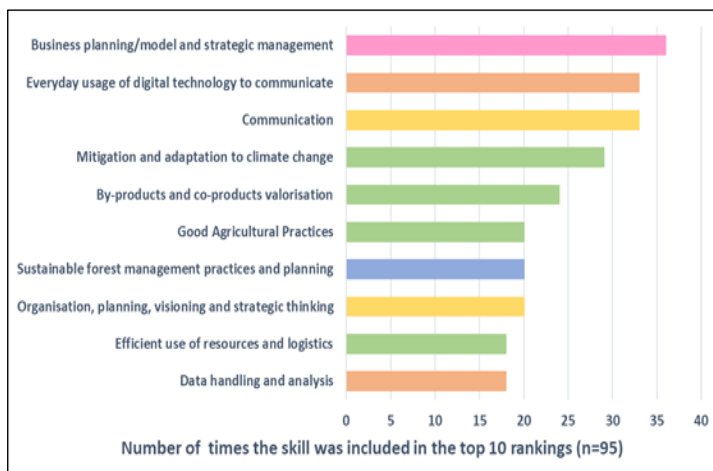 Business planning/model and strategic management
Everyday usage of digital technology to communicate
Communication
Mitigation and adaptation to climate change
By-products and co-products valorisation
Good Agricultural Practices
Sustainable forest management practices and planning
Organisation, planning, visioning and strategic thinking
Efficient use of resources and logistics
Data handling and analysis
0 5 10 15 20 25 30 35 40
Number of times the skill was included in the top 10 rankings (n=95)